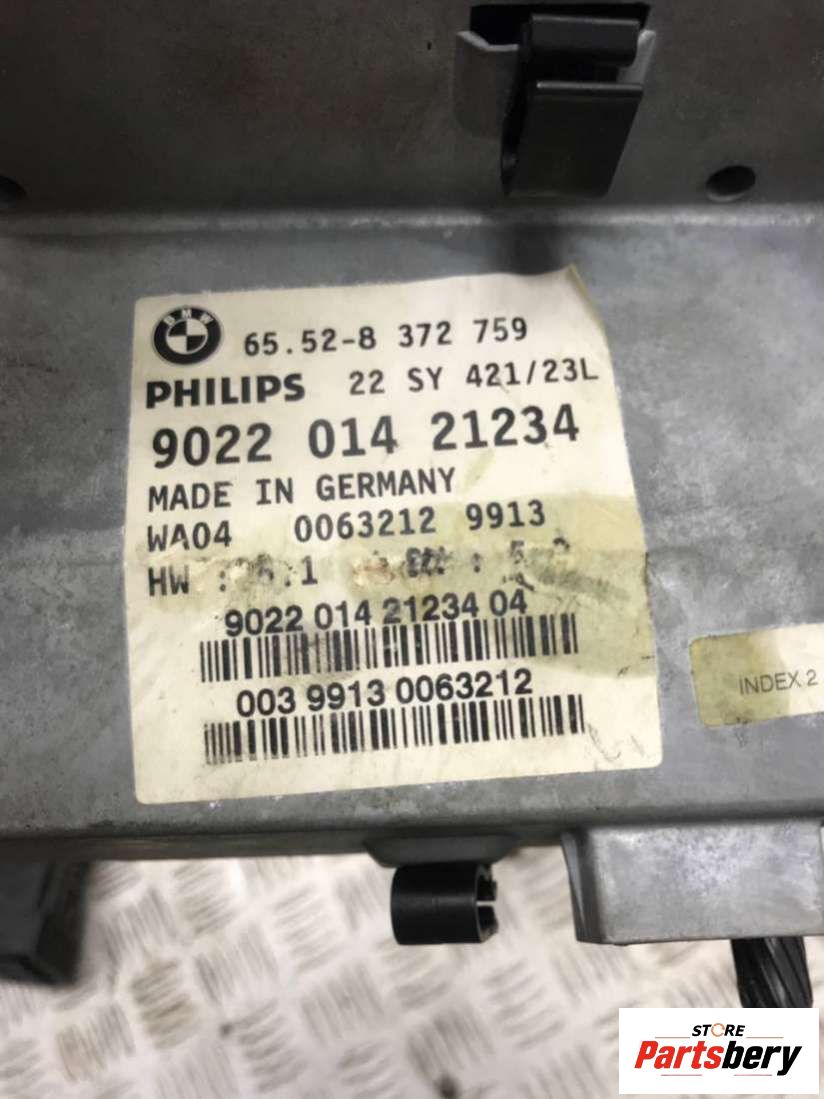 BMW
65.52-8 372 759
PHILIPS 22 SY 421/23L
9022 014 21234
MADE IN GERMANY
WA04 0063212 9913
HW :
9022 014 21234 04
003 9913 0063212
INDEX 2
STORE
Partsbery